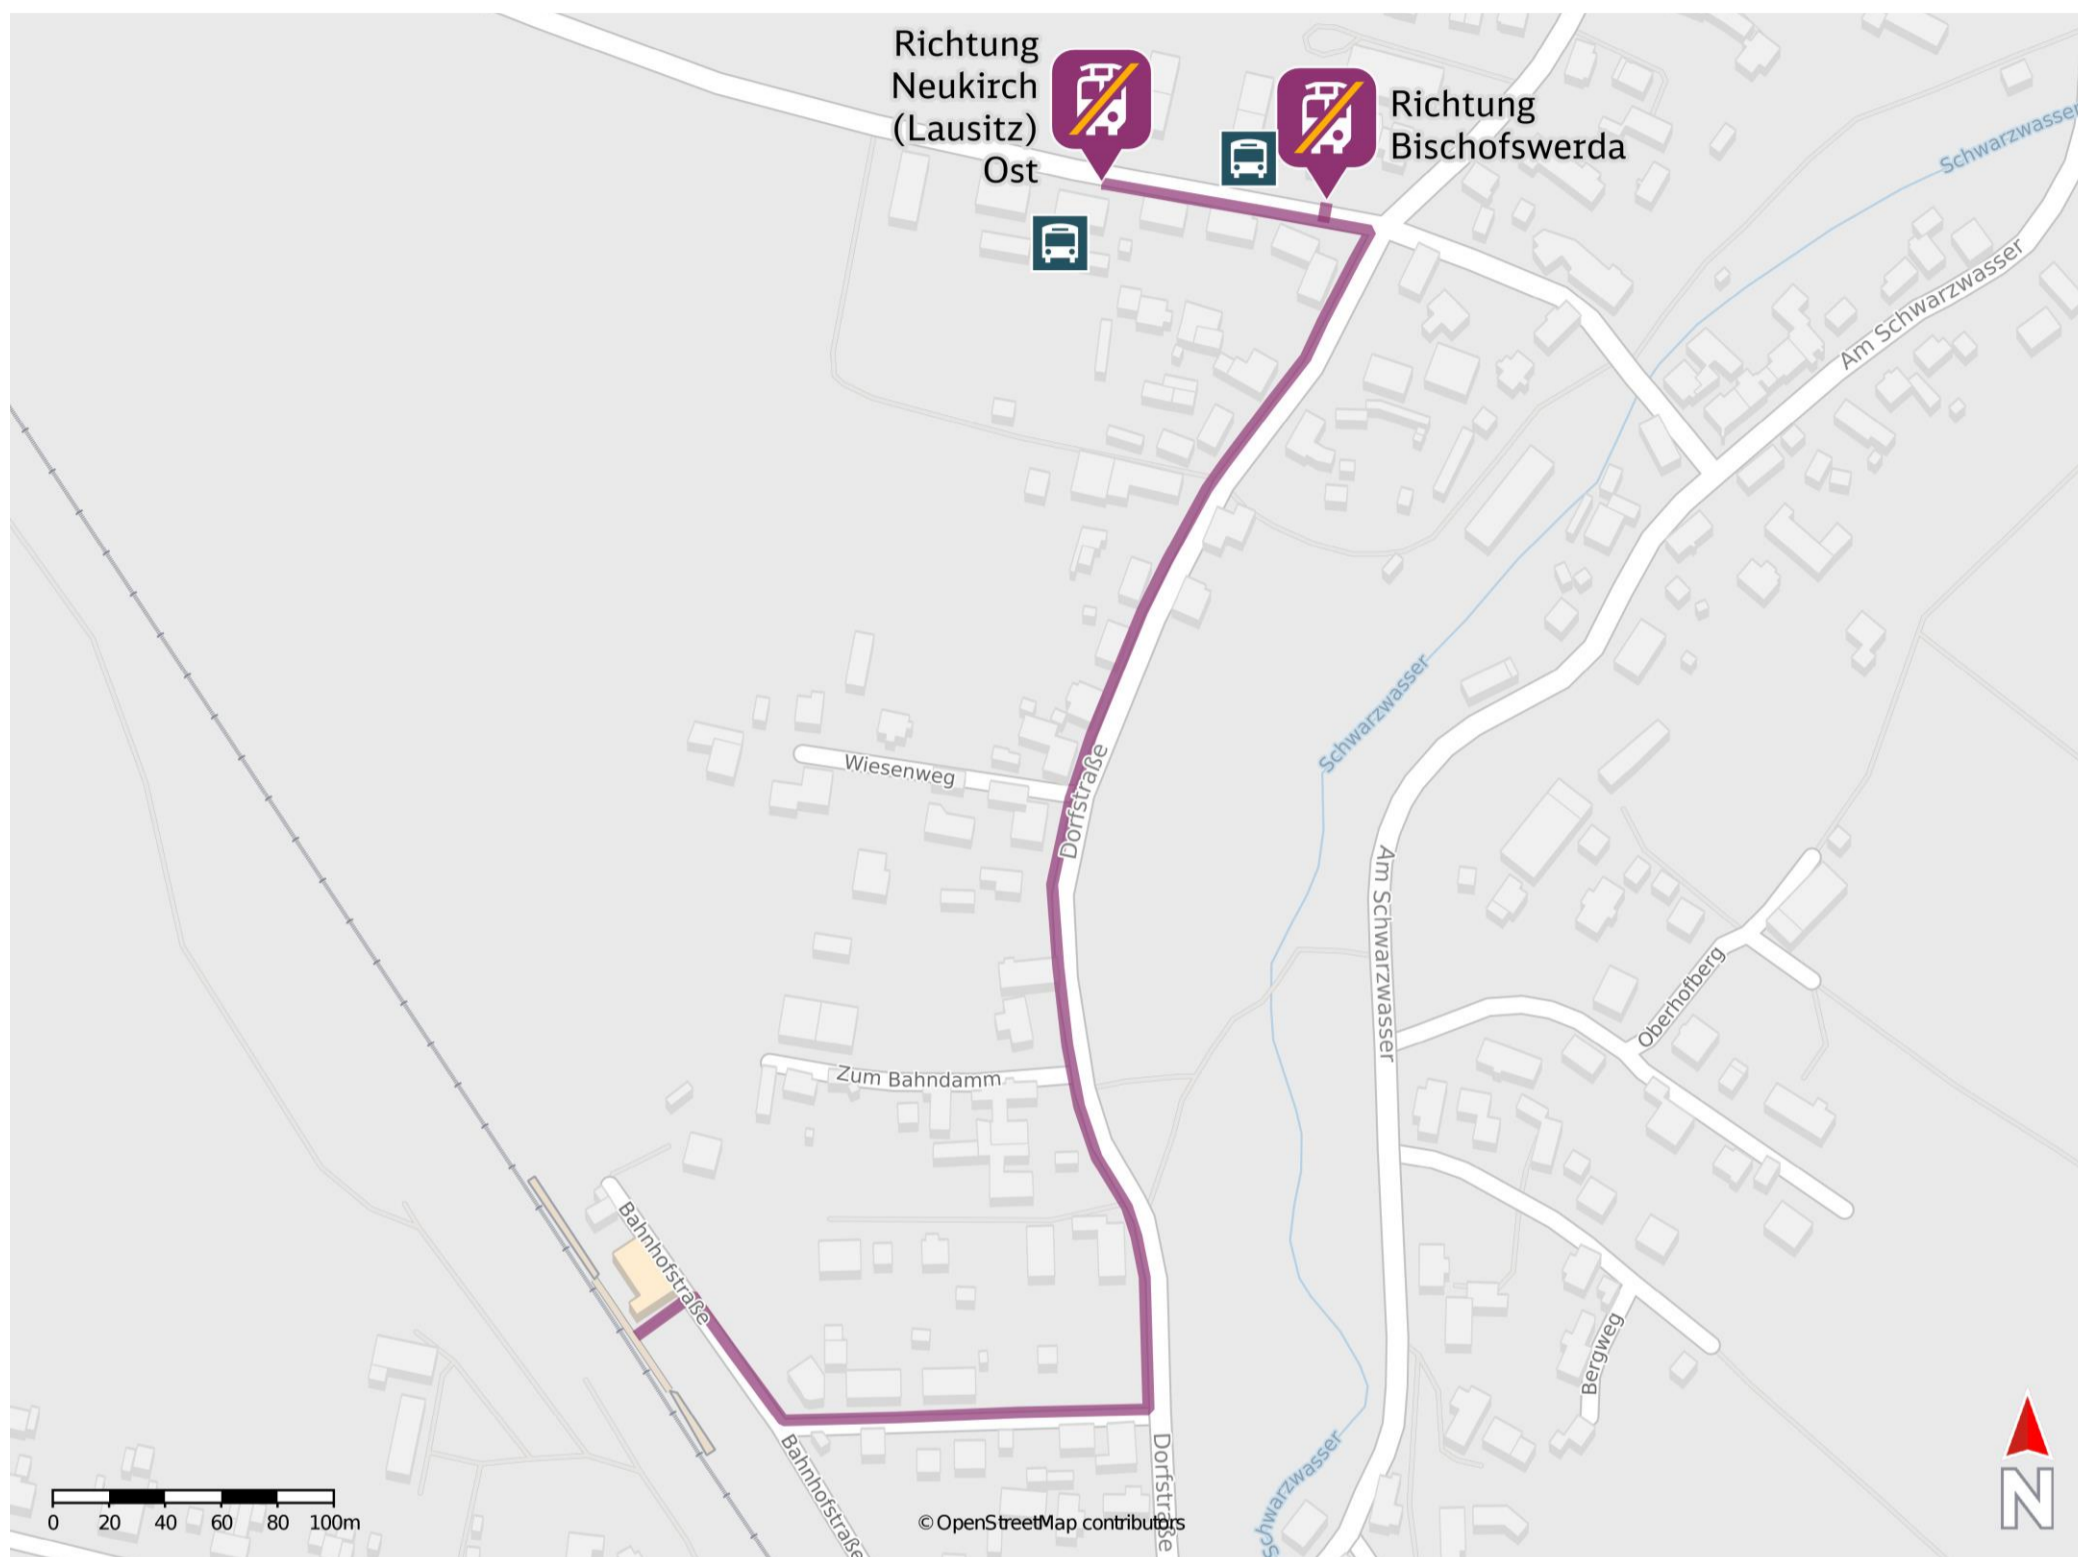 Richtung
Neukirch
(Lausitz)
Ost
Richtung
Bischofswerda
Schwarzwasser
Am Schwarzwasser
Schwarzwasser
Wiesenweg
Dorfstraße
Am Schwarzwasser
Oberhofberg
Zum Bahndamm
Bahnhofstraße
Bergweg
Bahnhofstraße
Dorfstraße
Schwarzwasser
0 20 40 60 80 100m
© OpenStreetMap contributors
N